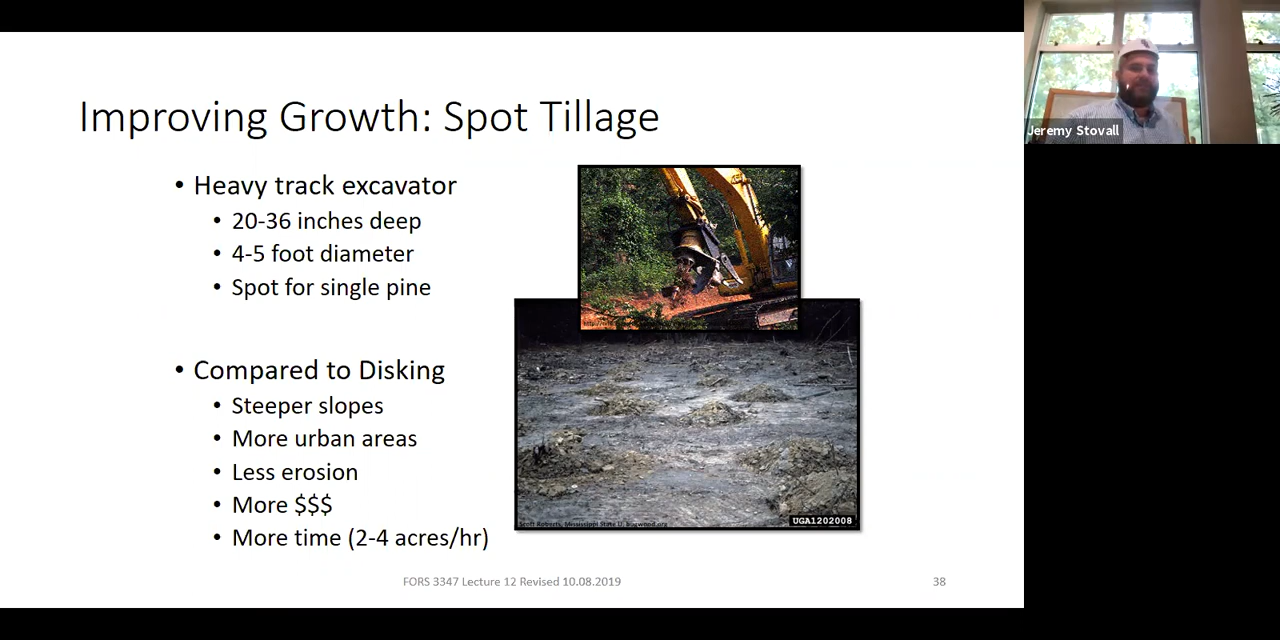 Improving Growth: Spot Tillage
• Heavy track excavator
• 20-36 inches deep
• 4-5 foot diameter
• Spot for single pine
• Compared to Disking
• Steeper slopes
• More urban areas
• Less erosion
• More $$$
• More time (2-4 acres/hr)
Scott Roberts, Mississippi State U, bugwood.org
UGA1202008
FORS 3347 Lecture 12 Revised 10.08.2019
38
Jeremy Stovall